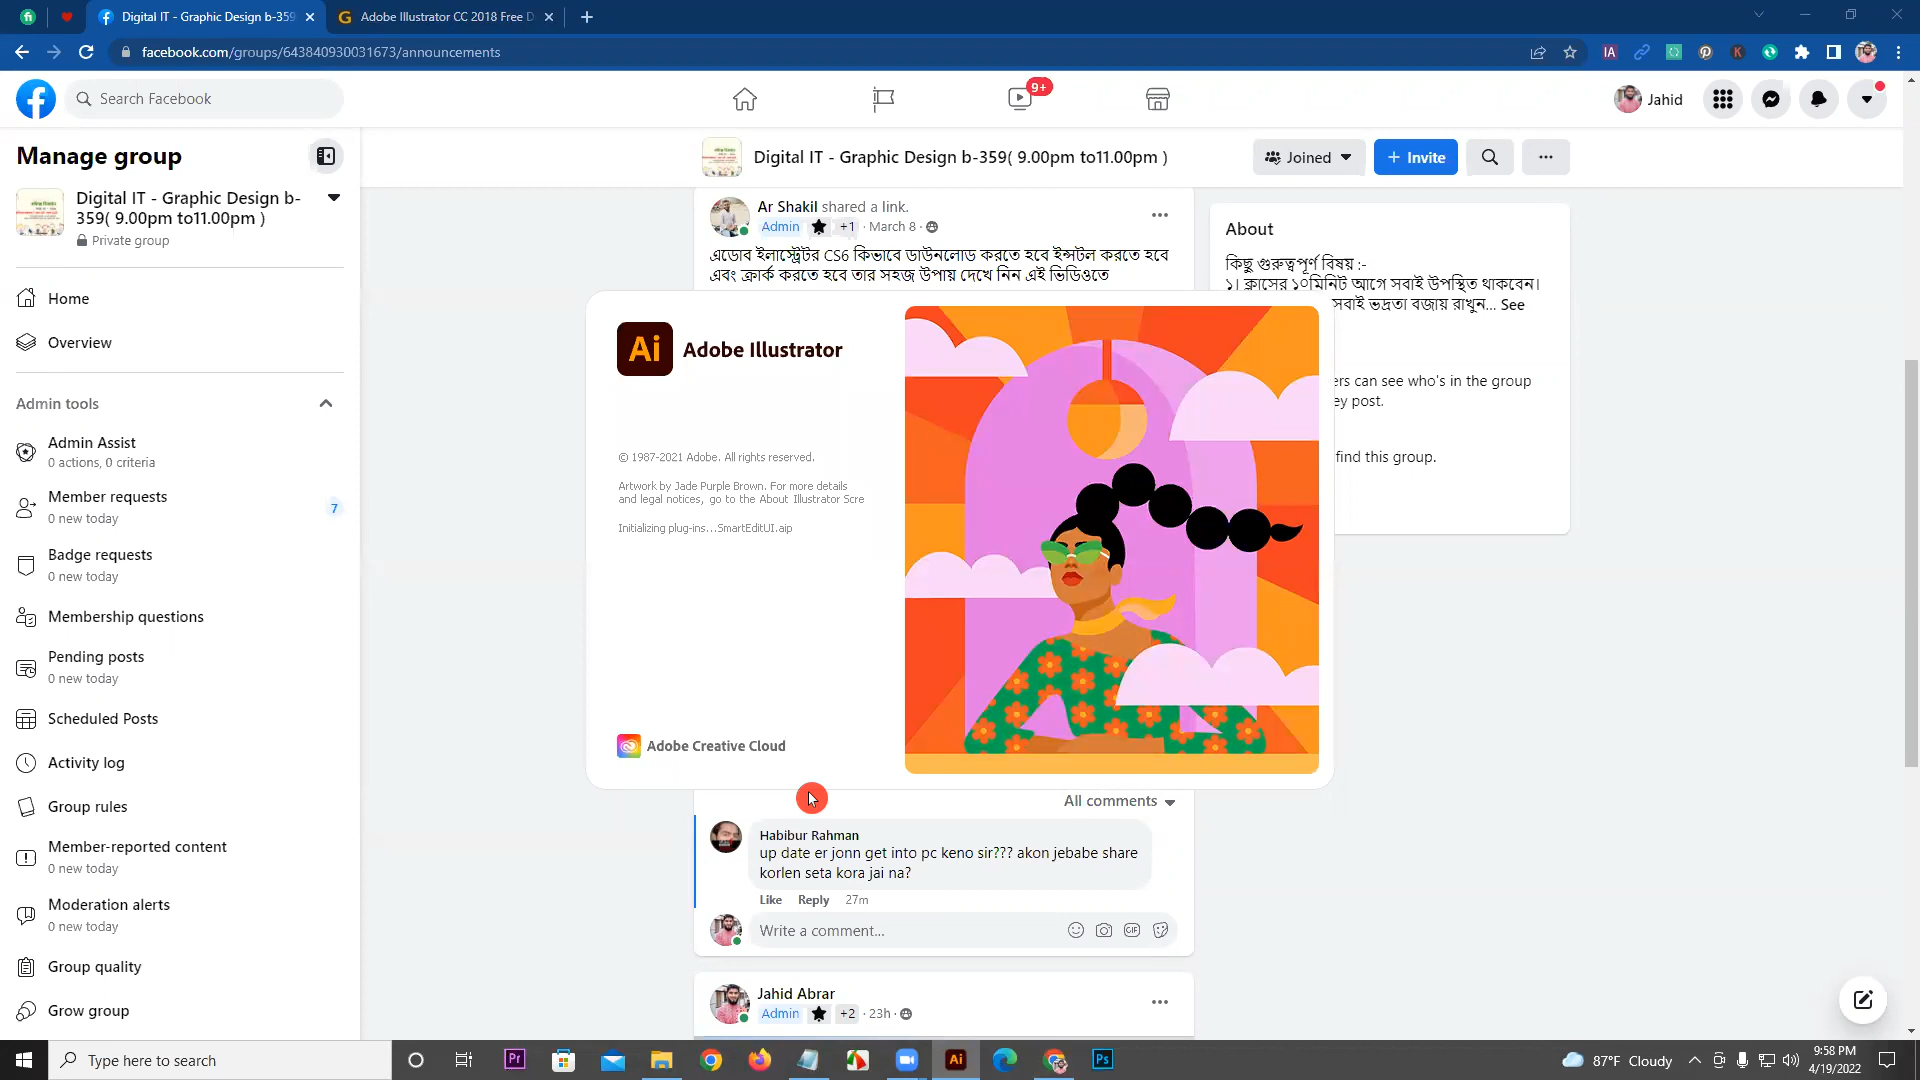 Digital IT - Graphic Design b-359
Adobe Illustrator CC 2018 Free D
facebook.com/groups/643840930031673/announcements
Search Facebook
9+
Jahid
Manage group
Digital IT - Graphic Design b-
359( 9.00pm to11.00pm )
Private group
Home
Overview
Admin tools
Admin Assist
0 actions, 0 criteria
Member requests
0 new today
7
Badge requests
0 new today
Membership questions
Pending posts
0 new today
Scheduled Posts
Activity log
Group rules
Member-reported content
0 new today
Moderation alerts
0 new today
Group quality
Grow group
Digital IT - Graphic Design b-359( 9.00pm to11.00pm )
Joined
+ Invite
Ar Shakil shared a link.
Admin +1 · March 8 ·
এডোব ইলাস্ট্রেটর CS6 কিভাবে ডাউনলোড করতে হবে ইন্সটল করতে হবে
এবং ক্রার্ক করতে হবে তার সহজ উপায় দেখে নিন এই ভিডিওতে
About
কিছু গুরুত্বপূর্ণ বিষয় :-
১। ক্লাসের ১০মিনিট আগে সবাই উপস্থিত থাকবেন।
সবাই ভদ্রতা বজায় রাখুন... See
ers can see who's in the group
ey post.
find this group.
Ai Adobe Illustrator
© 1987-2021 Adobe. All rights reserved.
Artwork by Jade Purple Brown. For more details
and legal notices, go to the About Illustrator Scre
Initializing plug-ins...SmartEditUI.aip
Adobe Creative Cloud
All comments
Habibur Rahman
up date er jonn get into pc keno sir??? akon jebabe share
korlen seta kora jai na?
Like Reply 27m
Write a comment...
GIF
Jahid Abrar
Admin +2 · 23h ·
Type here to search
Pr
Ai
Ps
87°F Cloudy
9:58 PM
4/19/2022